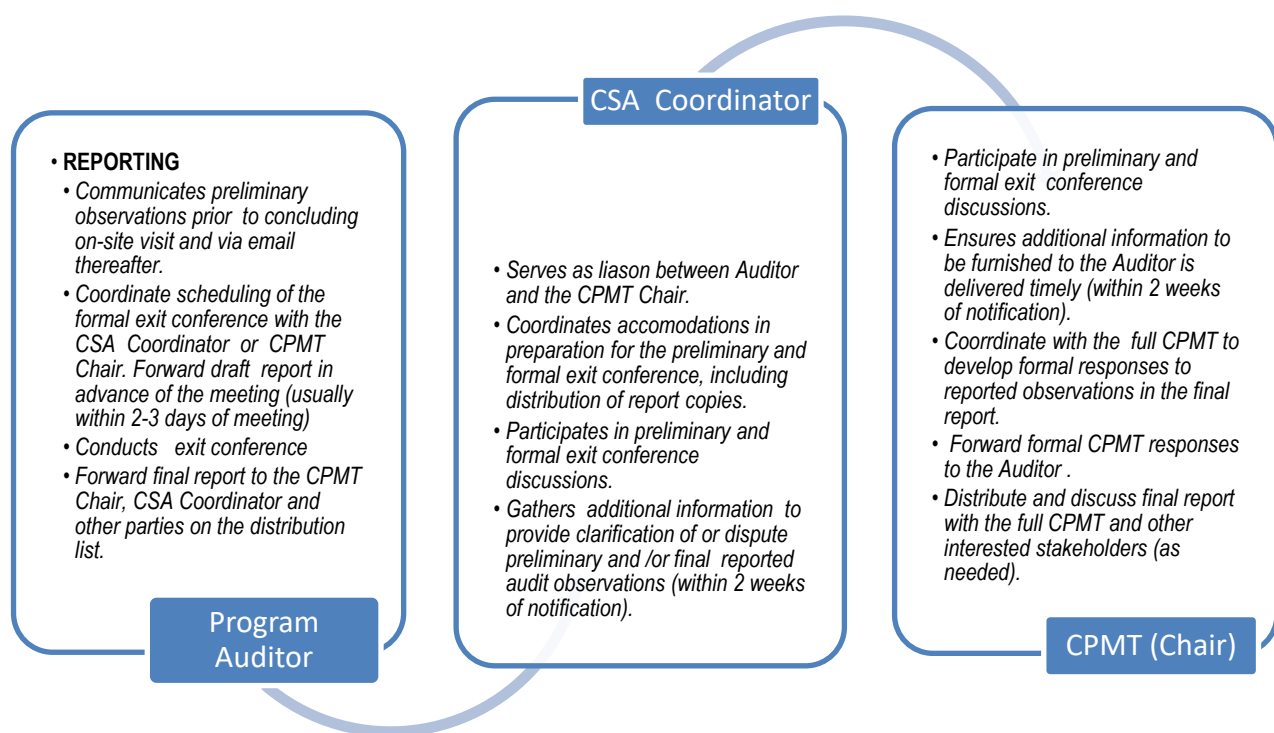 • REPORTING
• Communicates preliminary
observations prior to concluding
on-site visit and via email
thereafter.
• Coordinate scheduling of the
formal exit conference with the
CSA Coordinator or CPMT
Chair. Forward draft report in
advance of the meeting (usually
within 2-3 days of meeting)
• Conducts exit conference
• Forward final report to the CPMT
Chair, CSA Coordinator and
other parties on the distribution
list.
Program
Auditor
CSA Coordinator
• Serves as liason between Auditor
and the CPMT Chair.
• Coordinates accomodations in
preparation for the preliminary and
formal exit conference, including
distribution of report copies.
• Participates in preliminary and
formal exit conference
discussions.
• Gathers additional information to
provide clarification of or dispute
preliminary and /or final reported
audit observations (within 2 weeks
of notification).
• Participate in preliminary and
formal exit conference
discussions.
• Ensures additional information to
be furnished to the Auditor is
delivered timely (within 2 weeks
of notification).
• Coorrdinate with the full CPMT to
develop formal responses to
reported observations in the final
report.
• Forward formal CPMT responses
to the Auditor .
• Distribute and discuss final report
with the full CPMT and other
interested stakeholders (as
needed).
CPMT (Chair)